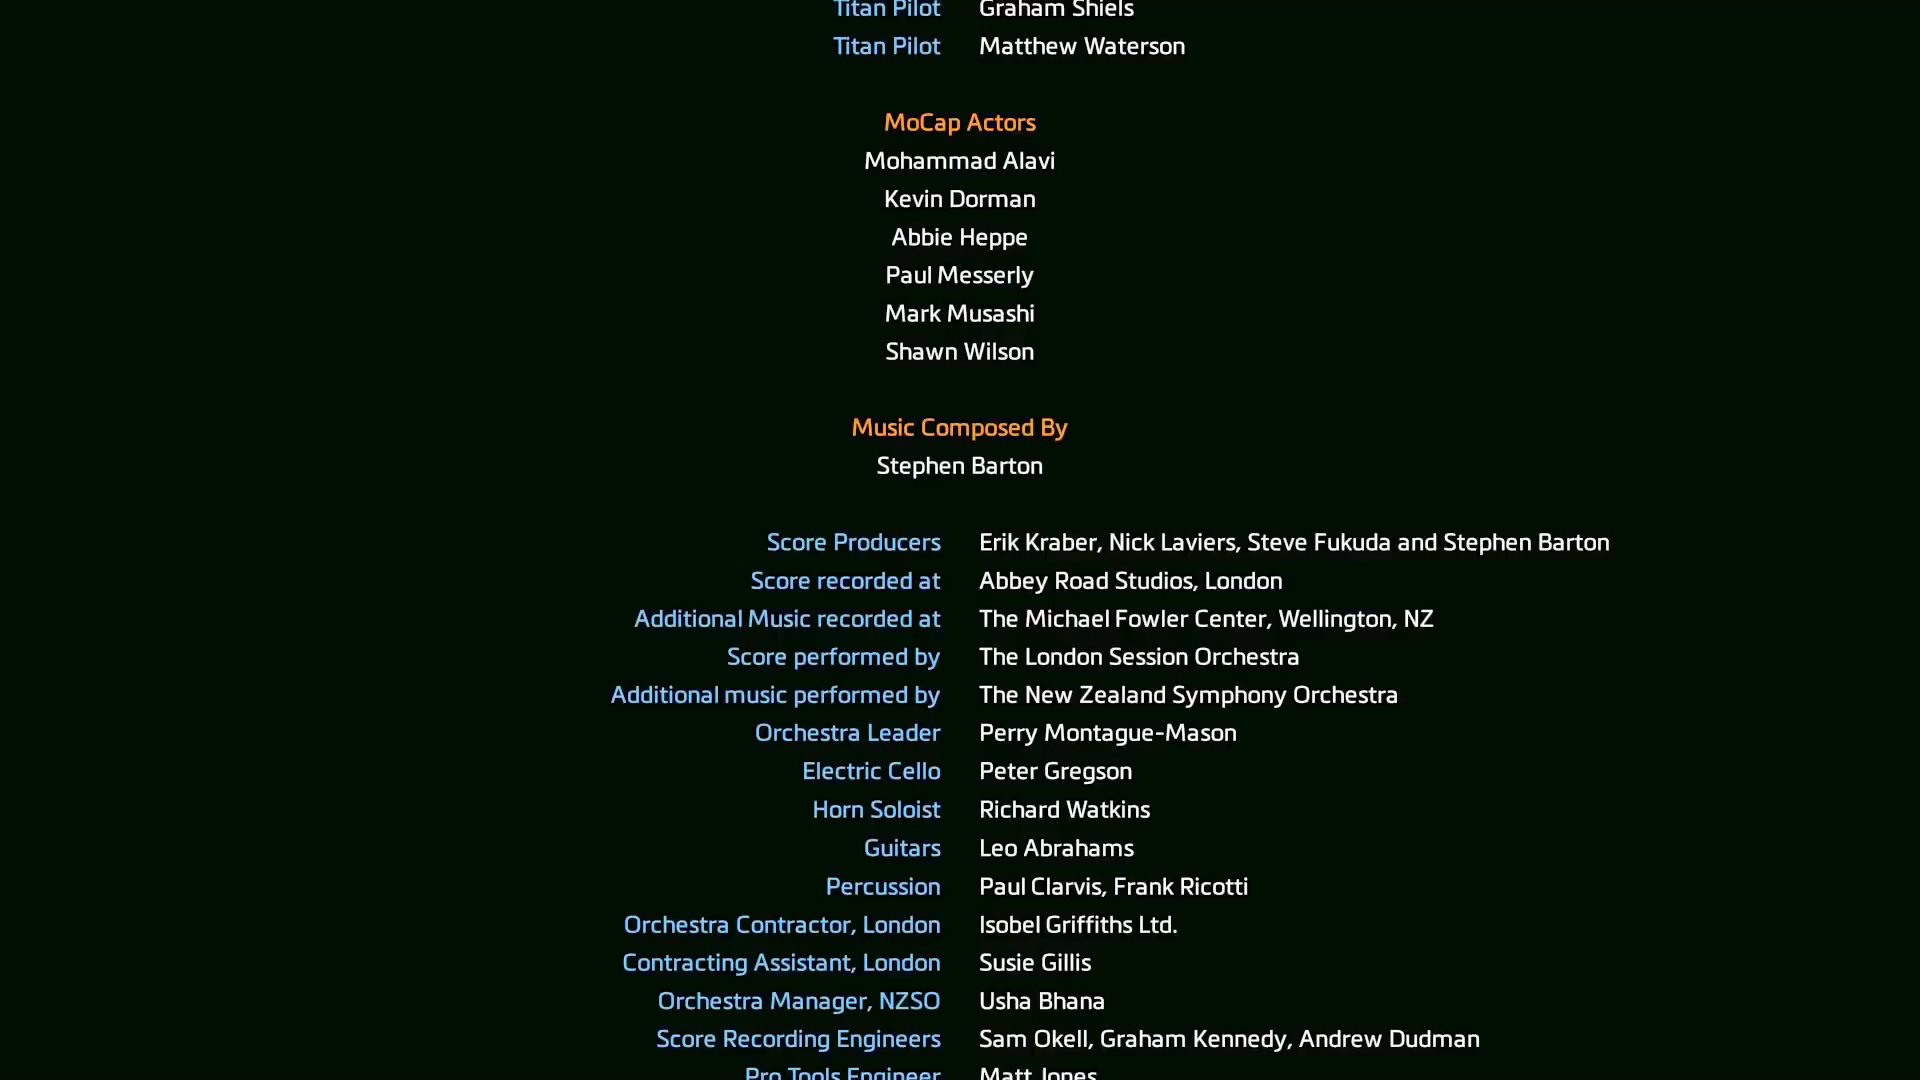 Titan Pilot Graham Shiels
Titan Pilot Matthew Waterson
MoCap Actors
Mohammad Alavi
Kevin Dorman
Abbie Heppe
Paul Messerly
Mark Musashi
Shawn Wilson
Music Composed By
Stephen Barton
Score Producers Erik Kraber, Nick Laviers, Steve Fukuda and Stephen Barton
Score recorded at Abbey Road Studios, London
Additional Music recorded at The Michael Fowler Center, Wellington, NZ
Score performed by The London Session Orchestra
Additional music performed by The New Zealand Symphony Orchestra
Orchestra Leader Perry Montague-Mason
Electric Cello Peter Gregson
Horn Soloist Richard Watkins
Guitars Leo Abrahams
Percussion Paul Clarvis, Frank Ricotti
Orchestra Contractor, London Isobel Griffiths Ltd.
Contracting Assistant, London Susie Gillis
Orchestra Manager, NZSO Usha Bhana
Score Recording Engineers Sam Okell, Graham Kennedy, Andrew Dudman
Pro Tools Engineer Matt Jones